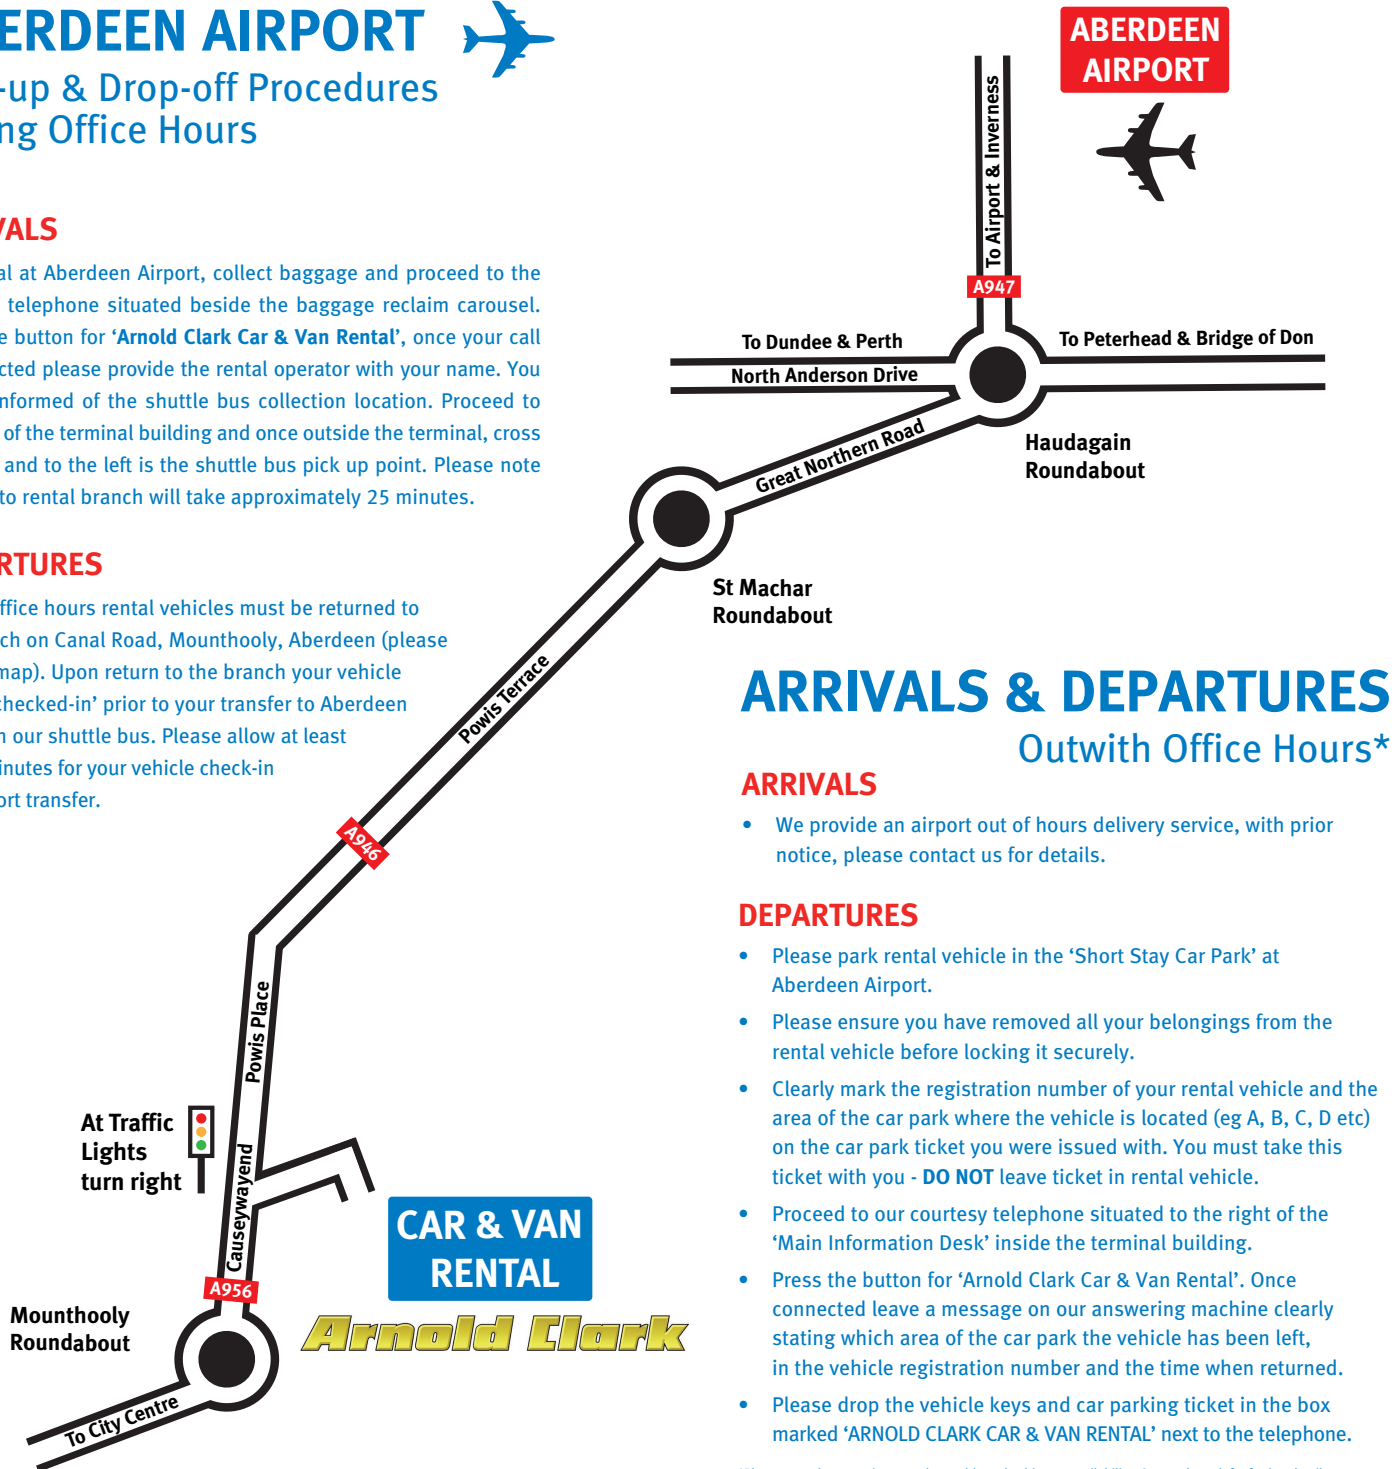 ERDEEN AIRPORT
-up & Drop-off Procedures
ng Office Hours
VALS
al at Aberdeen Airport, collect baggage and proceed to the
telephone situated beside the baggage reclaim carousel.
e button for ‘Arnold Clark Car & Van Rental’, once your call
cted please provide the rental operator with your name. You
nformed of the shuttle bus collection location. Proceed to
of the terminal building and once outside the terminal, cross
and to the left is the shuttle bus pick up point. Please note
to rental branch will take approximately 25 minutes.
RTURES
ffice hours rental vehicles must be returned to
ch on Canal Road, Mounthooly, Aberdeen (please
map). Upon return to the branch your vehicle
checked-in’ prior to your transfer to Aberdeen
n our shuttle bus. Please allow at least
inutes for your vehicle check-in
ort transfer.
ABERDEEN
AIRPORT
To Airport & Inverness
A947
To Dundee & Perth
To Peterhead & Bridge of Don
North Anderson Drive
Haudagain
Roundabout
Great Northern Road
St Machar
Roundabout
Powis Terrace
A946
Powis Place
At Traffic
Lights
turn right
Causewayend
A956
CAR & VAN
RENTAL
Arnold Clark
Mounthooly
Roundabout
To City Centre
ARRIVALS & DEPARTURES
Outwith Office Hours*
ARRIVALS
• We provide an airport out of hours delivery service, with prior
notice, please contact us for details.
DEPARTURES
• Please park rental vehicle in the ‘Short Stay Car Park’ at
Aberdeen Airport.
• Please ensure you have removed all your belongings from the
rental vehicle before locking it securely.
• Clearly mark the registration number of your rental vehicle and the
area of the car park where the vehicle is located (eg A, B, C, D etc)
on the car park ticket you were issued with. You must take this
ticket with you - DO NOT leave ticket in rental vehicle.
• Proceed to our courtesy telephone situated to the right of the
‘Main Information Desk’ inside the terminal building.
• Press the button for ‘Arnold Clark Car & Van Rental’. Once
connected leave a message on our answering machine clearly
stating which area of the car park the vehicle has been left,
in the vehicle registration number and the time when returned.
• Please drop the vehicle keys and car parking ticket in the box
marked ‘ARNOLD CLARK CAR & VAN RENTAL’ next to the telephone.